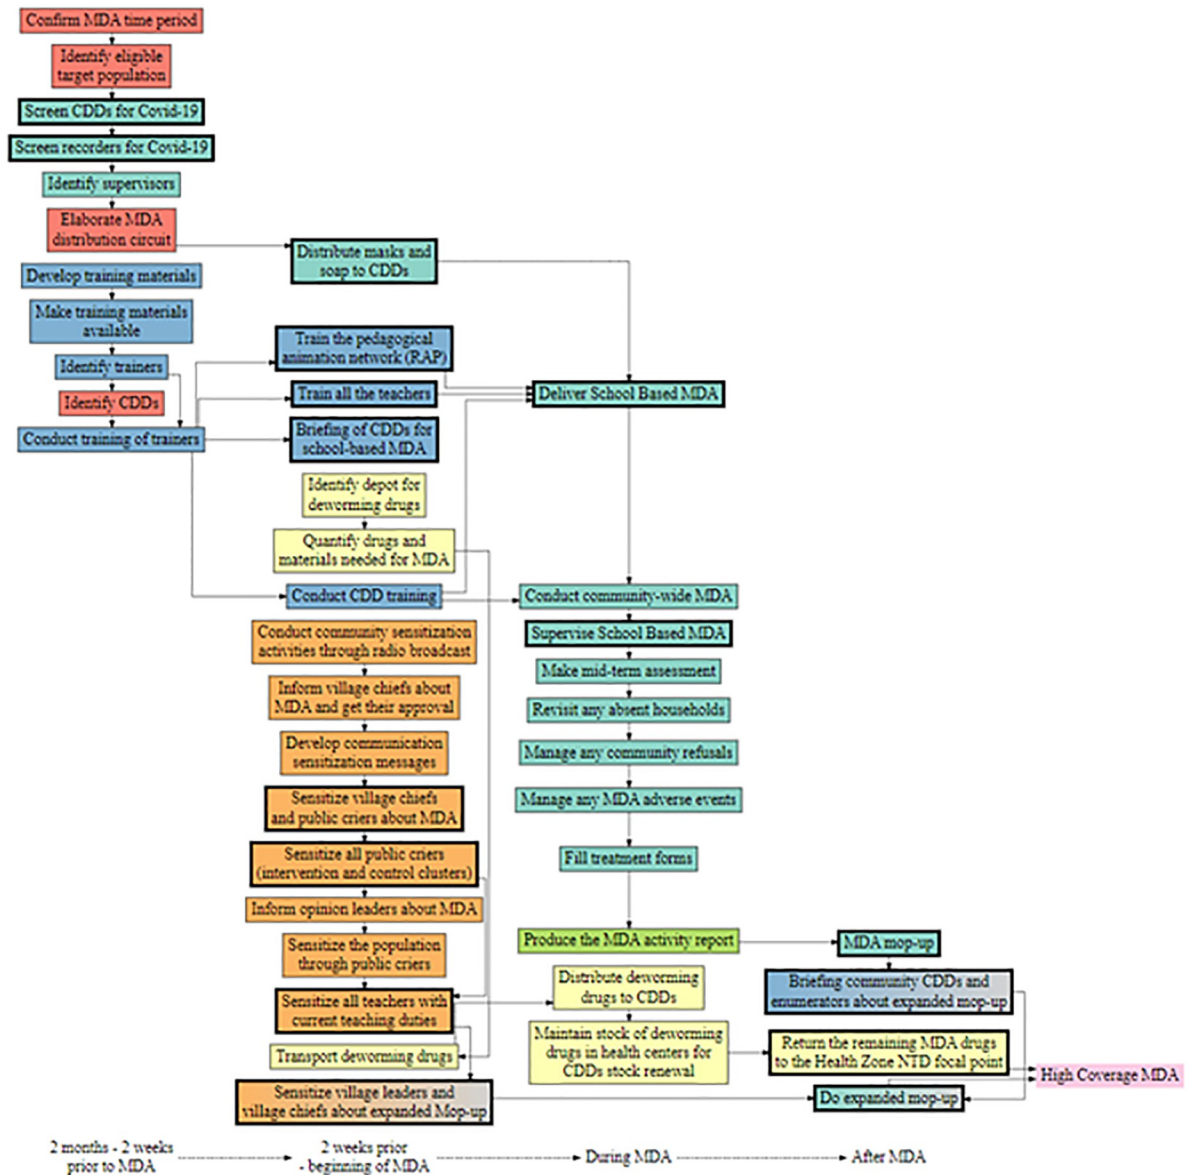 Confirm MDA time period
Identify eligible
target population
Screen CDDs for Covid-19
Screen recorders for Covid-19
Identify supervisors
Elaborate MDA
distribution circuit
Develop training materials
Make training materials
available
Identify trainers
Identify CDDs
Conduct training of trainers
Distribute masks and
soap to CDDs
Train the pedagogical
animation network (RAP)
Train all the teachers
Briefing of CDDs for
school-based MDA
Identify depot for
deworming drugs
Quantify drugs and
materials needed for MDA
Conduct CDD training
Conduct community sensitization
activities through radio broadcast
Inform village chiefs about
MDA and get their approval
Develop communication
sensitization messages
Sensitize village chiefs
and public criers about MDA
Sensitize all public criers
(intervention and control clusters)
Inform opinion leaders about MDA
Sensitize the population
through public criers
Sensitize all teachers with
current teaching duties
Transport deworming drugs
Sensitize village leaders and
village chiefs about expanded Mop-up
Deliver School Based MDA
Conduct community-wide MDA
Supervise School Based MDA
Make mid-term assessment
Revisit any absent households
Manage any community refusals
Manage any MDA adverse events
Fill treatment forms
Produce the MDA activity report
Distribute deworming
drugs to CDDs
Maintain stock of deworming
drugs in health centers for
CDDs stock renewal
MDA mop-up
Briefing community CDDs and
enumerators about expanded mop-up
Return the remaining MDA drugs
to the Health Zone NTD focal point
Do expanded mop-up
High Coverage MDA
2 months - 2 weeks
prior to MDA
2 weeks prior
- beginning of MDA
During MDA
After MDA